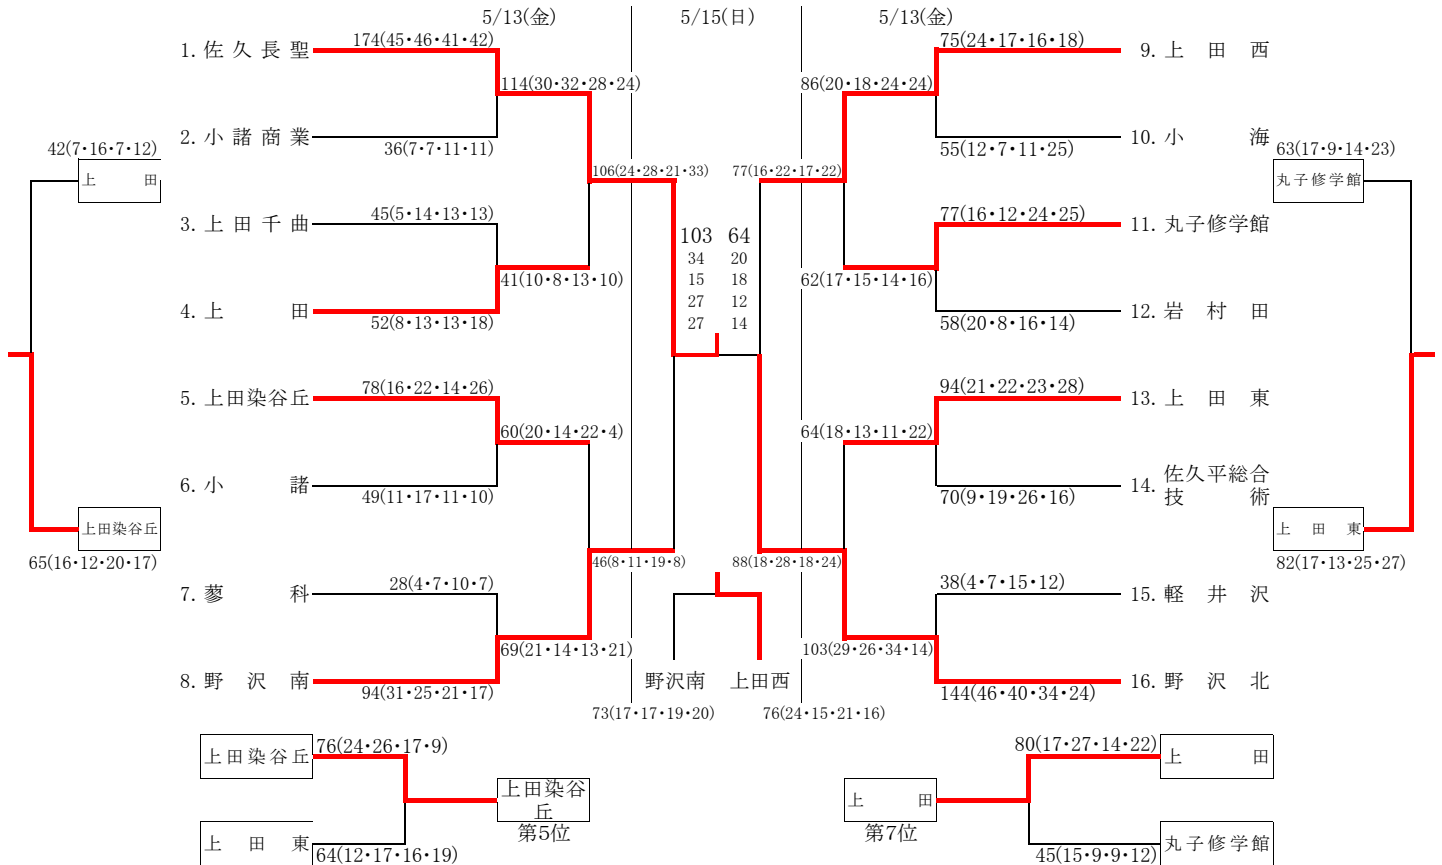 5/13(金) 5/15(日) 5/13(金)
1. 佐久長聖 174(45・46・41・42)
114(30・32・28・24)
2. 小諸商業 36(7・7・11・11)
42(7・16・7・12)
上田
106(24・28・21・33)
3. 上田千曲 45(5・14・13・13)
41(10・8・13・10)
4. 上田 52(8・13・13・18)
5. 上田染谷丘 78(16・22・14・26)
60(20・14・22・4)
6. 小諸 49(11・17・11・10)
上田染谷丘
65(16・12・20・17)
46(8・11・19・8)
7. 蓼科 28(4・7・10・7)
69(21・14・13・21)
8. 野沢南 94(31・25・21・17)
103 64
34 20
15 18
27 12
27 14
野沢南 上田西
73(17・17・19・20) 76(24・15・21・16)
75(24・17・16・18) 9. 上田西
86(20・18・24・24)
55(12・7・11・25) 10. 小海
63(17・9・14・23)
丸子修学館
77(16・22・17・22)
77(16・12・24・25) 11. 丸子修学館
62(17・15・14・16)
58(20・8・16・14) 12. 岩村田
94(21・22・23・28) 13. 上田東
64(18・13・11・22)
70(9・19・26・16) 14. 佐久平総合
技術
上田東
82(17・13・25・27)
88(18・28・18・24)
38(4・7・15・12) 15. 軽井沢
103(29・26・34・14)
144(46・40・34・24) 16. 野沢北
上田染谷丘 76(24・26・17・9)
上田染谷
丘
第5位
上田東 64(12・17・16・19)
80(17・27・14・22) 上田
上田
第7位
45(15・9・9・12) 丸子修学館